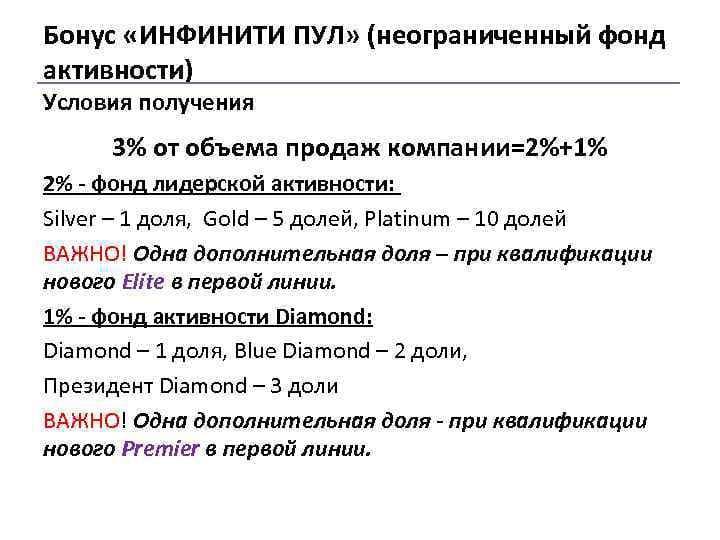 Бонус «ИНФИНИТИ ПУЛ» (неограниченный фонд
активности)
Условия получения
3% от объема продаж компании=2%+1%
2% - фонд лидерской активности:
Silver – 1 доля, Gold – 5 долей, Platinum – 10 долей
ВАЖНО! Одна дополнительная доля – при квалификации
нового Elite в первой линии.
1% - фонд активности Diamond:
Diamond – 1 доля, Blue Diamond – 2 доли,
Президент Diamond – 3 доли
ВАЖНО! Одна дополнительная доля - при квалификации
нового Premier в первой линии.